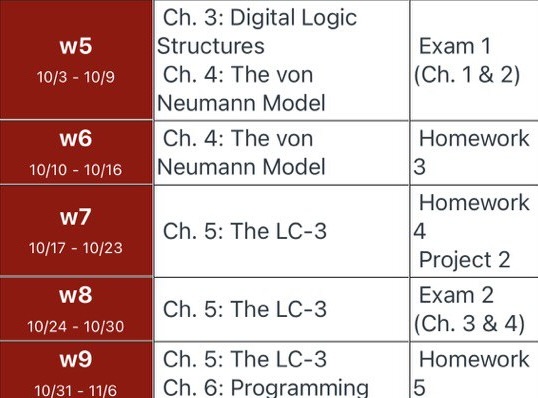 w5
10/3 - 10/9
Ch. 3: Digital Logic
Structures
Ch. 4: The von
Neumann Model
Exam 1
(Ch. 1 & 2)
w6
10/10 - 10/16
Ch. 4: The von
Neumann Model
Homework
3
w7
10/17 - 10/23
Ch. 5: The LC-3
Homework
4
Project 2
w8
10/24 - 10/30
Ch. 5: The LC-3
Exam 2
(Ch. 3 & 4)
w9
10/31 - 11/6
Ch. 5: The LC-3
Ch. 6: Programming
Homework
5